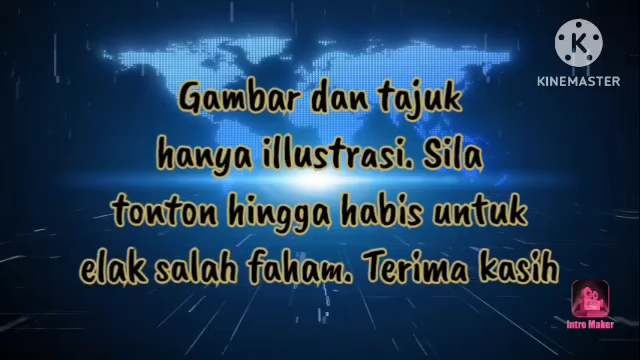 KINEMASTER
Gambar dan tajuk
hanya illustrasi. Sila
tonton hingga habis untuk
elak salah faham. Terima kasih
Intro Maker